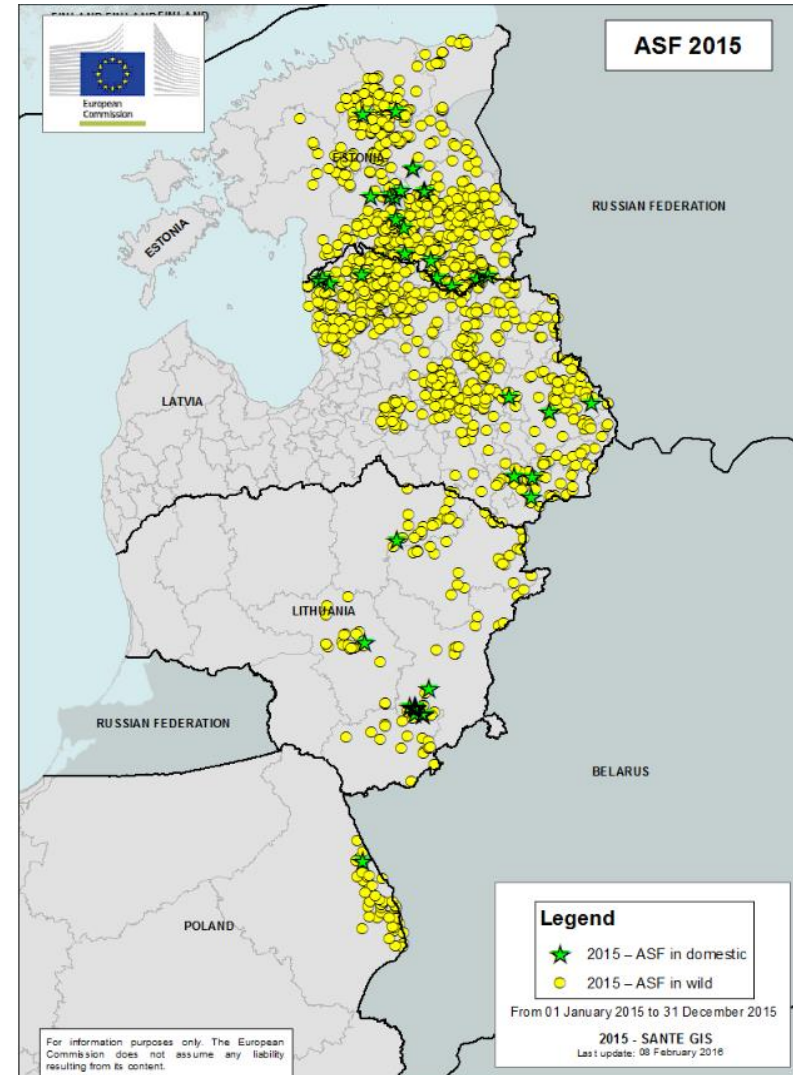 FINLAND FINLANDFINLAND
European
Commission
ASF 2015
ESTONIA
RUSSIAN FEDERATION
ESTONIA
LATVIA
LITHUANIA
RUSSIAN FEDERATION
BELARUS
POLAND
Legend
2015 – ASF in domestic
2015 – ASF in wild
From 01 January 2015 to 31 December 2015
2015 - SANTE GIS
Last update: 08 February 2016
For information purposes only. The European
Commission does not assume any liability
resulting from its content.